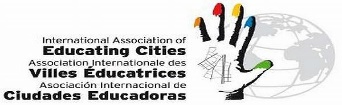 International Association of
Educating Cities
Association Internationale des
Villes Éducatrices
Asociación Internacional de
Ciudades Educadoras